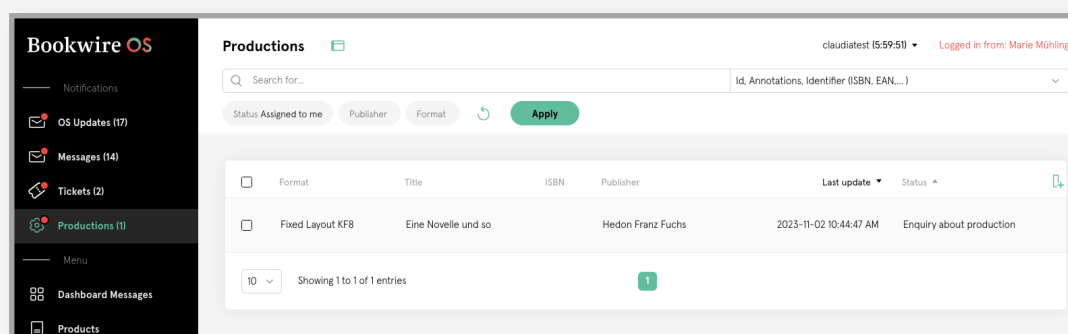 Bookwire OS
Notifications
OS Updates (17)
Messages (14)
Tickets (2)
Productions (1)
Menu
Dashboard Messages
Products
Productions
claudiatest (5:59:51)
Logged in from: Marie Mühling
Search for...
Id, Annotations, Identifier (ISBN, EAN,... )
Status Assigned to me
Publisher
Format
Apply
Format Title ISBN Publisher Last update Status
Fixed Layout KF8 Eine Novelle und so Hedon Franz Fuchs 2023-11-02 10:44:47 AM Enquiry about production
10 Showing 1 to 1 of 1 entries 1